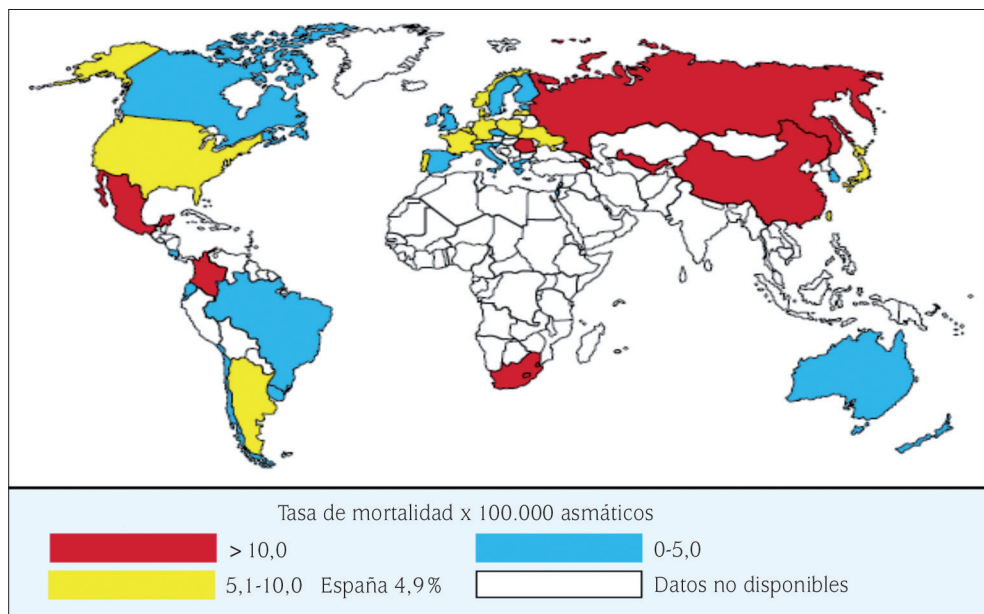 Tasa de mortalidad x 100.000 asmáticos
> 10,0
0-5,0
5,1-10,0 España 4,9%
Datos no disponibles